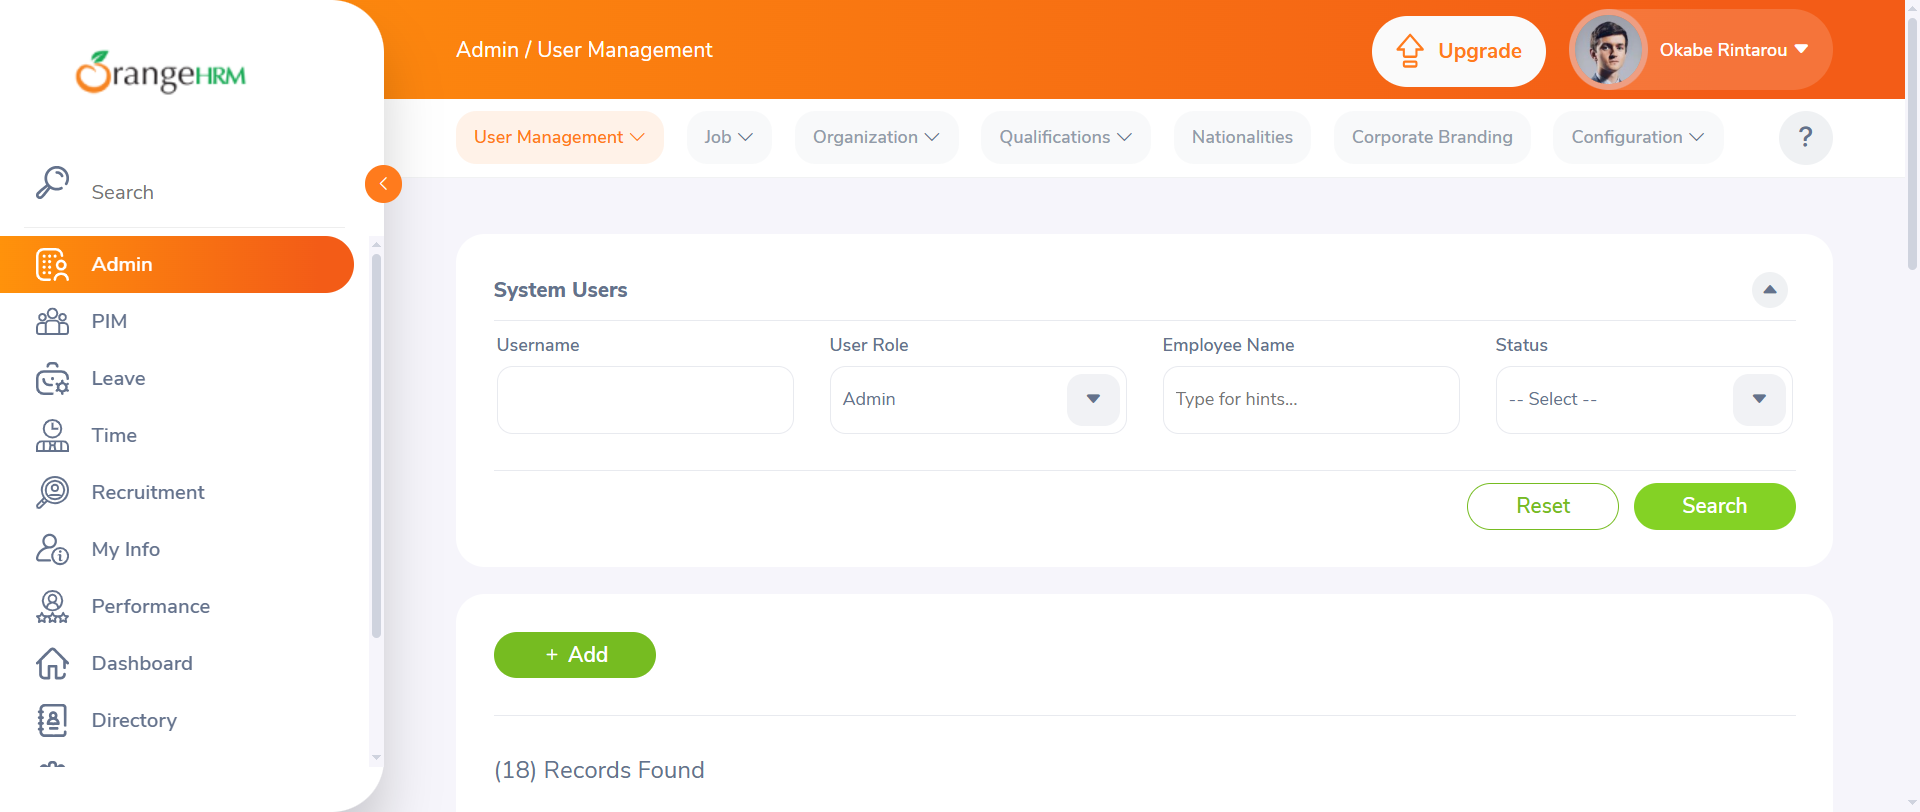 OrangeHRM
Admin / User Management
Upgrade
Okabe Rintarou
User Management
Job
Organization
Qualifications
Nationalities
Corporate Branding
Configuration
?
Search
Admin
PIM
Leave
Time
Recruitment
My Info
Performance
Dashboard
Directory
System Users
Username
User Role
Employee Name
Status
Admin
Type for hints...
-- Select --
Reset
Search
+ Add
(18) Records Found